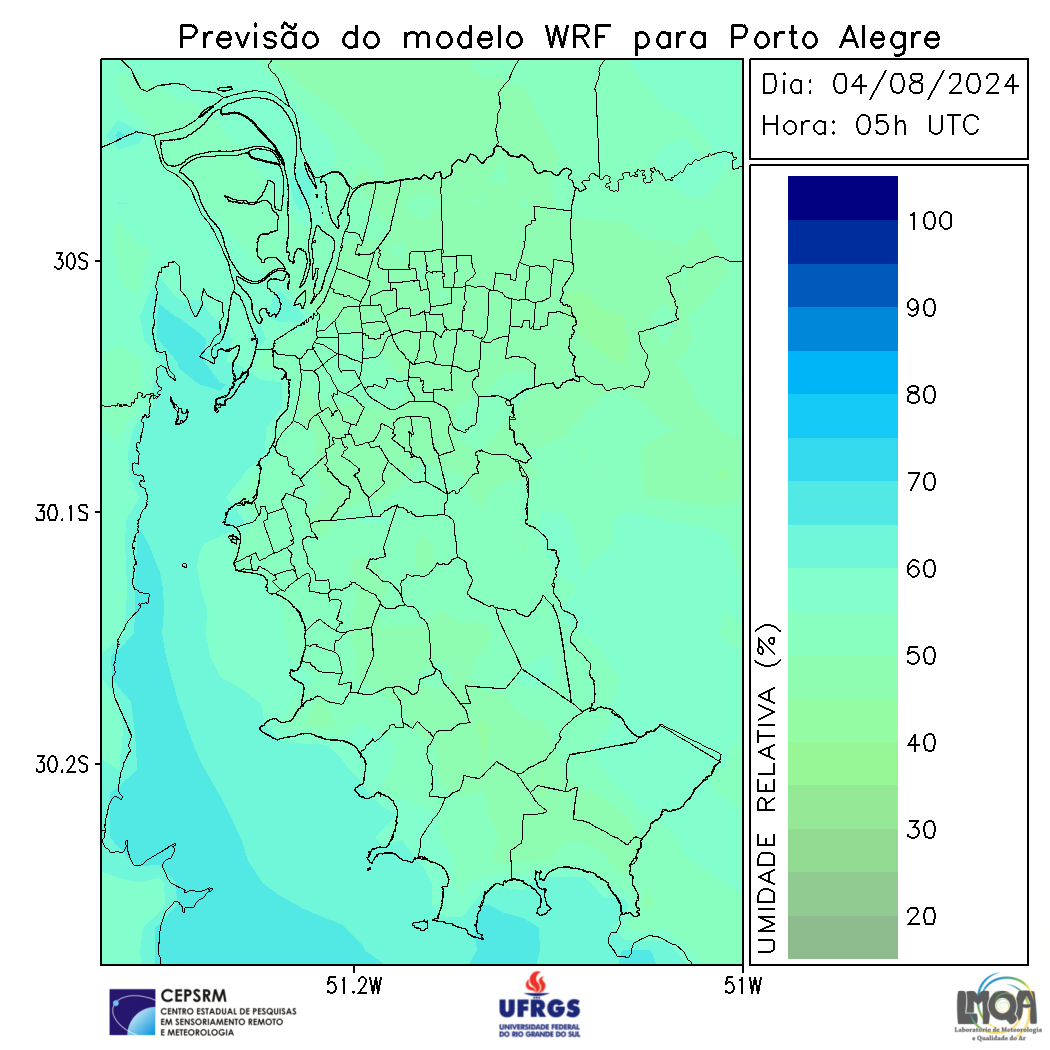 Previsão do modelo WRF para Porto Alegre
Dia: 04/08/2024
Hora: 05h UTC
30S
30.1S
30.2S
51.2W
51W
UMIDADE RELATIVA (%)
100
90
80
70
60
50
40
30
20
CEPSRM
CENTRO ESTADUAL DE PESQUISAS
EM SENSORIAMENTO REMOTO
E METEOROLOGIA
UFRGS
UNIVERSIDADE FEDERAL
DO RIO GRANDE DO SUL
LMQA
Laboratório de Meteorologia
e Qualidade do Ar